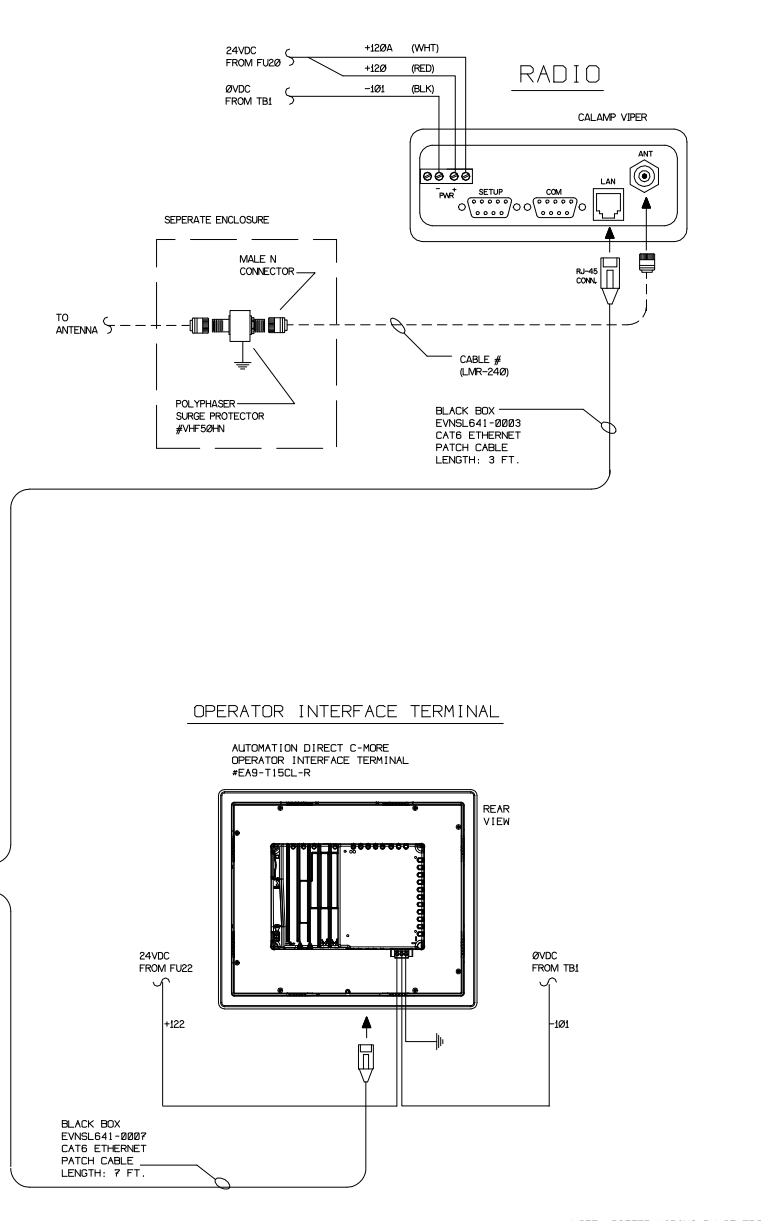 24VDC
FROM FU20
+120A (WHT)
+120 (RED)
0VDC
FROM TB1
-101 (BLK)
RADIO
CALAMP VIPER
ANT
LAN
- +
PWR
SETUP
COM
SEPERATE ENCLOSURE
MALE N
CONNECTOR
RJ-45
CONN.
TO
ANTENNA
CABLE #
(LMR-240)
POLYPHASER
SURGE PROTECTOR
#VHF50HN
BLACK BOX
EVNSL641-0003
CAT6 ETHERNET
PATCH CABLE
LENGTH: 3 FT.
OPERATOR INTERFACE TERMINAL
AUTOMATION DIRECT C-MORE
OPERATOR INTERFACE TERMINAL
#EA9-T15CL-R
REAR
VIEW
24VDC
FROM FU22
0VDC
FROM TB1
+122
-101
BLACK BOX
EVNSL641-0007
CAT6 ETHERNET
PATCH CABLE
LENGTH: 7 FT.